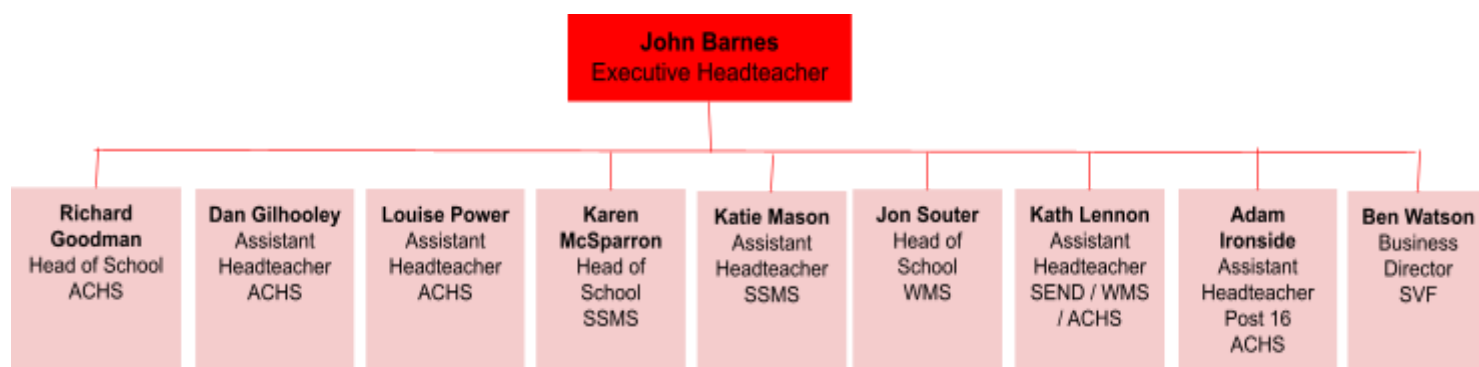 John Barnes
Executive Headteacher
Richard
Goodman
Head of School
ACHS
Dan Gilhooley
Assistant
Headteacher
ACHS
Louise Power
Assistant
Headteacher
ACHS
Karen
McSparron
Head of
School
SSMS
Katie Mason
Assistant
Headteacher
SSMS
Jon Souter
Head of
School
WMS
Kath Lennon
Assistant
Headteacher
SEND / WMS
/ ACHS
Adam
Ironside
Assistant
Headteacher
Post 16
ACHS
Ben Watson
Business
Director
SVF